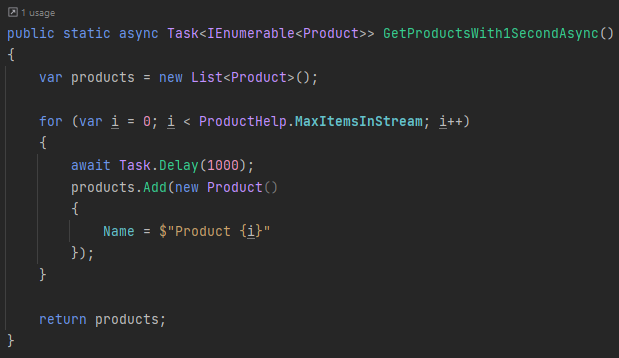 1 usage
public static async Task<IEnumerable<Product>> GetProductsWith1SecondAsync()
{
    var products = new List<Product>();

    for (var i = 0; i < ProductHelp.MaxItemsInStream; i++)
    {
        await Task.Delay(1000);
        products.Add(new Product()
        {
            Name = $"Product {i}"
        });
    }

    return products;
}